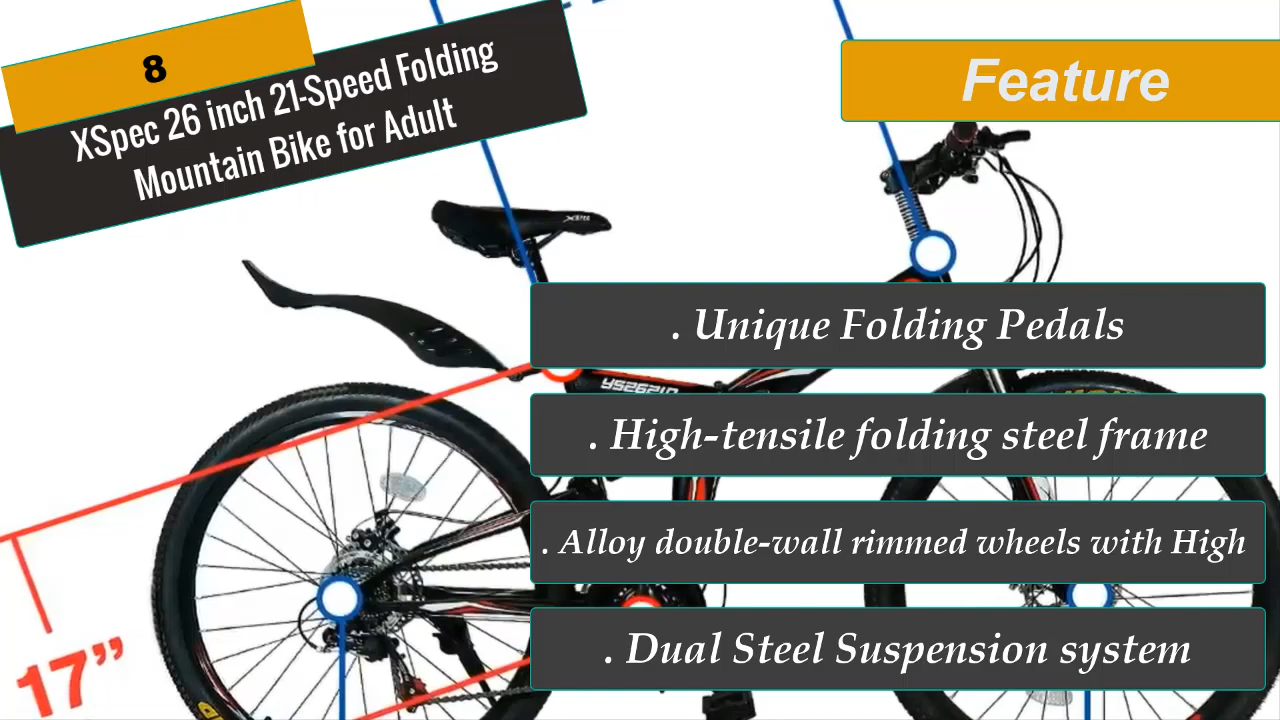 8
XSpec 26 inch 21-Speed Folding
Mountain Bike for Adult
Feature
. Unique Folding Pedals
. High-tensile folding steel frame
. Alloy double-wall rimmed wheels with High
. Dual Steel Suspension system
17”